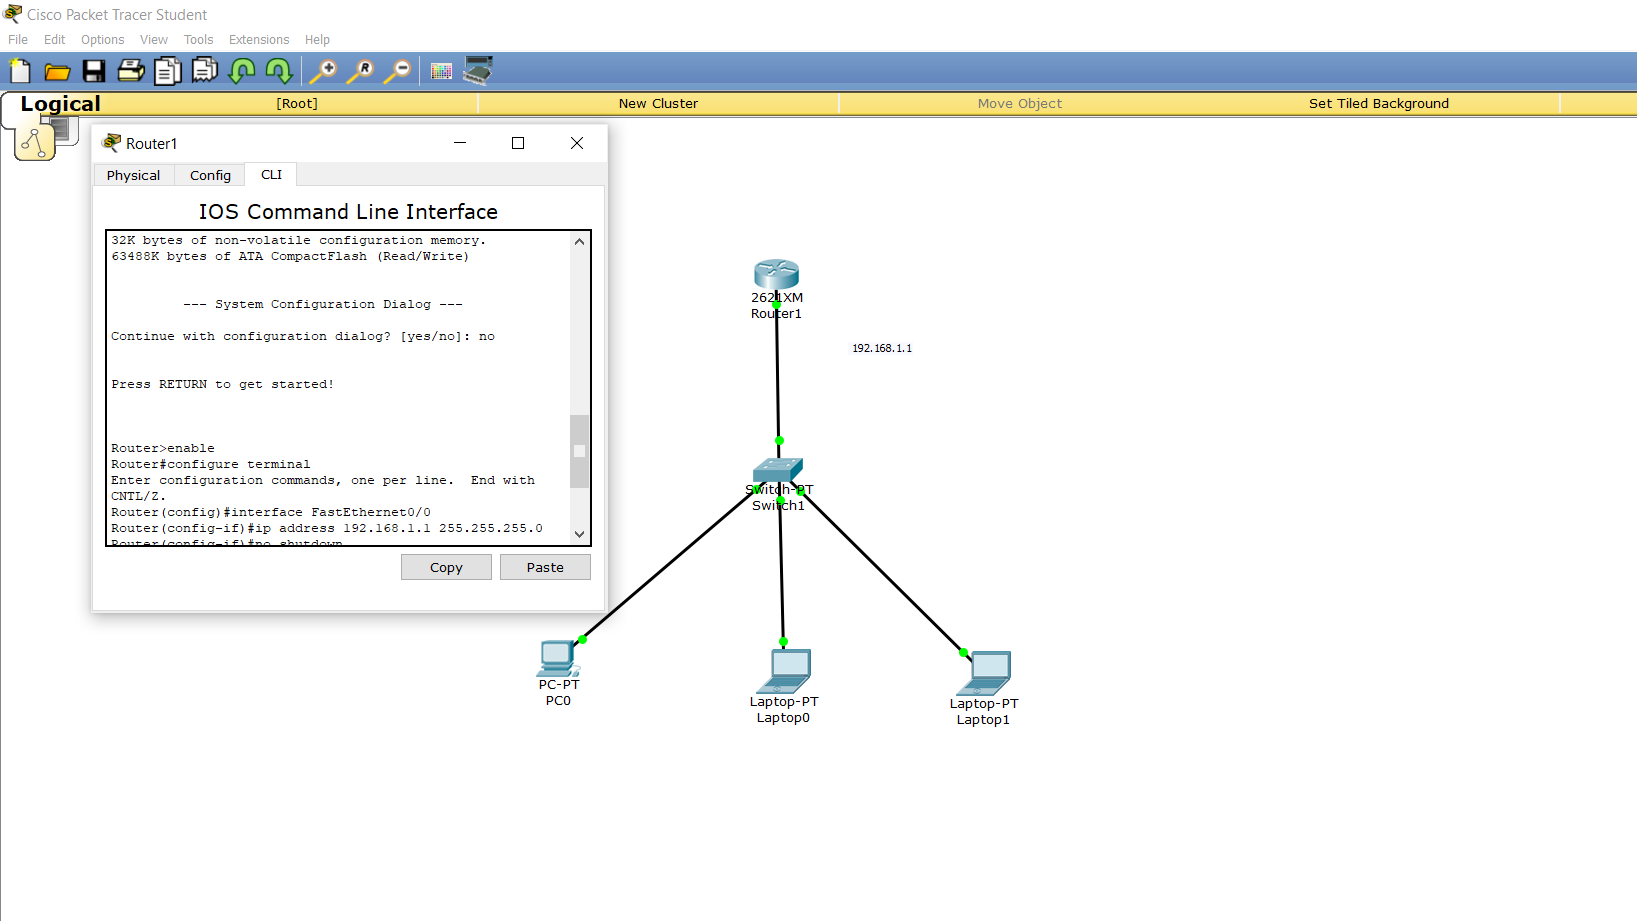 Cisco Packet Tracer Student
File Edit Options View Tools Extensions Help
Logical [Root] New Cluster Move Object Set Tiled Background
Router1
Physical Config CLI
IOS Command Line Interface
32K bytes of non-volatile configuration memory.
63488K bytes of ATA CompactFlash (Read/Write)
--- System Configuration Dialog ---
Continue with configuration dialog? [yes/no]: no
Press RETURN to get started!
Router>enable
Router#configure terminal
Enter configuration commands, one per line.  End with
CNTL/Z.
Router(config)#interface FastEthernet0/0
Router(config-if)#ip address 192.168.1.1 255.255.255.0
Router(config-if)#no shutdown
Copy Paste
2621XM
Router1
192.168.1.1
Switch-PT
Switch1
PC-PT
PC0
Laptop-PT
Laptop0
Laptop-PT
Laptop1